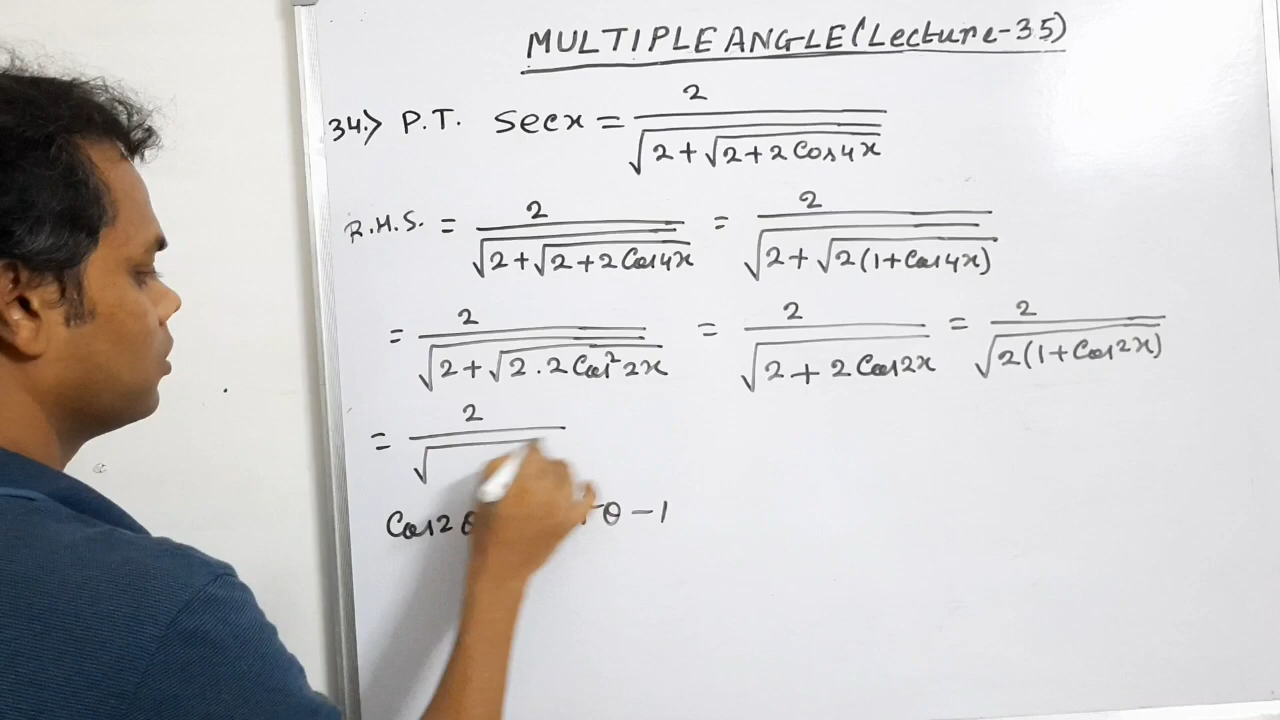 MULTIPLE ANGLE (Lecture-35)
34.> P.T. secx = 2/√(2+√(2+2Cos4x))
R.H.S. = 2/√(2+√(2+2Cos4x)) = 2/√(2+√(2(1+Cos4x)))
= 2/√(2+√(2.2Cos²2x)) = 2/√(2+2Cos2x) = 2/√(2(1+Cos2x))
= 2/√
Cos2θ θ-1